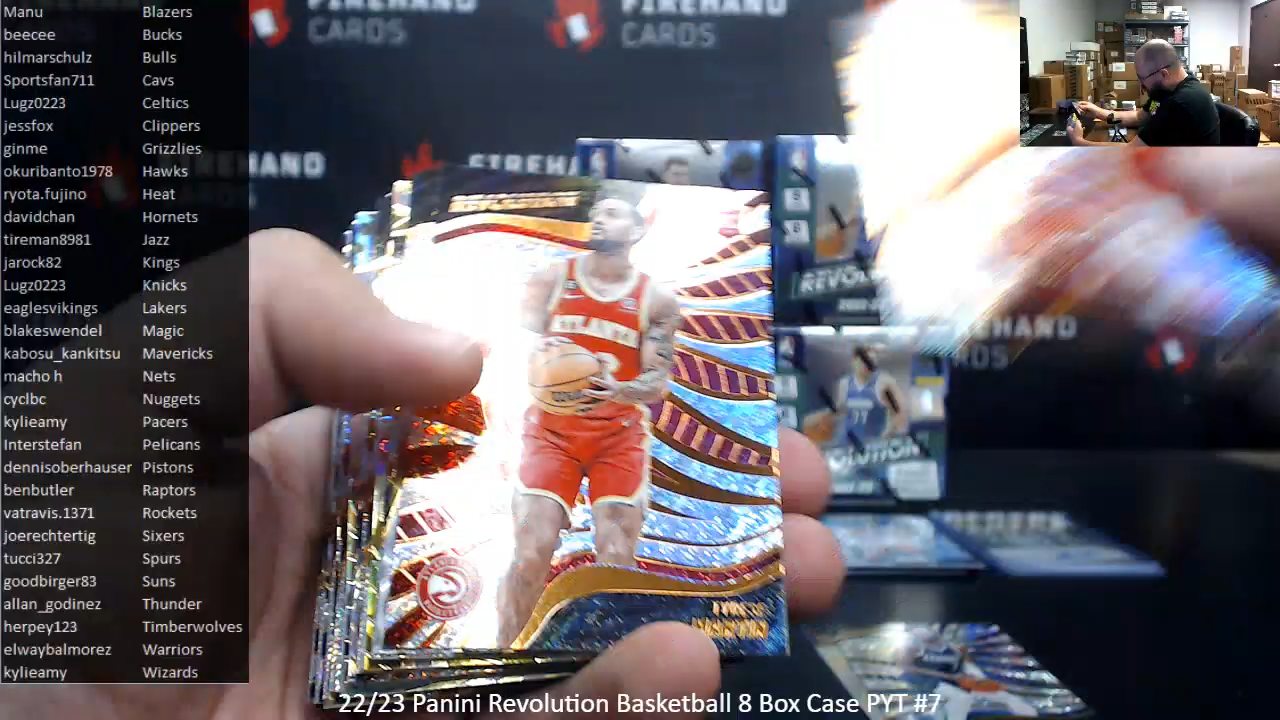 Manu Blazers
beecee Bucks
hilmarschulz Bulls
Sportsfan711 Cavs
Lugz0223 Celtics
jessfox Clippers
ginme Grizzlies
okuribanto1978 Hawks
ryota.fujino Heat
davidchan Hornets
tireman8981 Jazz
jarock82 Kings
Lugz0223 Knicks
eaglesvikings Lakers
blakeswendel Magic
kabosu_kankitsu Mavericks
macho h Nets
cyclbc Nuggets
kylieamy Pacers
Interstefan Pelicans
dennisoberhauser Pistons
benbutler Raptors
vatravis.1371 Rockets
joerechtertig Sixers
tucci327 Spurs
goodbirger83 Suns
allan_godinez Thunder
herpey123 Timberwolves
elwaybalmorez Warriors
kylieamy Wizards
FIREHAND
CARDS
FIREHAND
CARDS
REVOLUTION
ATLANTA
77
22/23 Panini Revolution Basketball 8 Box Case PYT #7